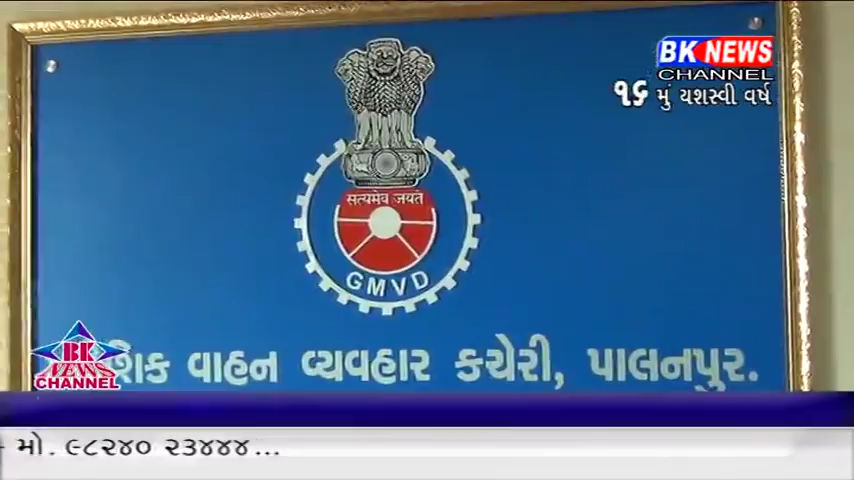 BK NEWS
CHANNEL
૧૬ મું યશસ્વી વર્ષ
सत्यमेव जयते
GMVD
વાહન વ્યવહાર કચેરી, પાલનપુર.
BK
NEWS
CHANNEL
મો. ૯૮૨૪૦ ૨૩૪૪૪...